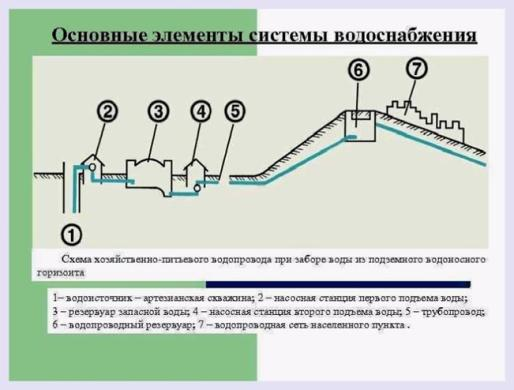 Основные элементы системы водоснабжения
2 3 4 5 6 7
1
Схема хозяйственно-питьевого водопровода при заборе воды из подземного водоносного
горизонта
1 – водоисточник – артезианская скважина; 2 – насосная станция первого подъема воды;
3 – резервуар запасной воды; 4 – насосная станция второго подъема воды; 5 – трубопровод;
6 – водопроводный резервуар; 7 – водопроводная сеть населенного пункта .